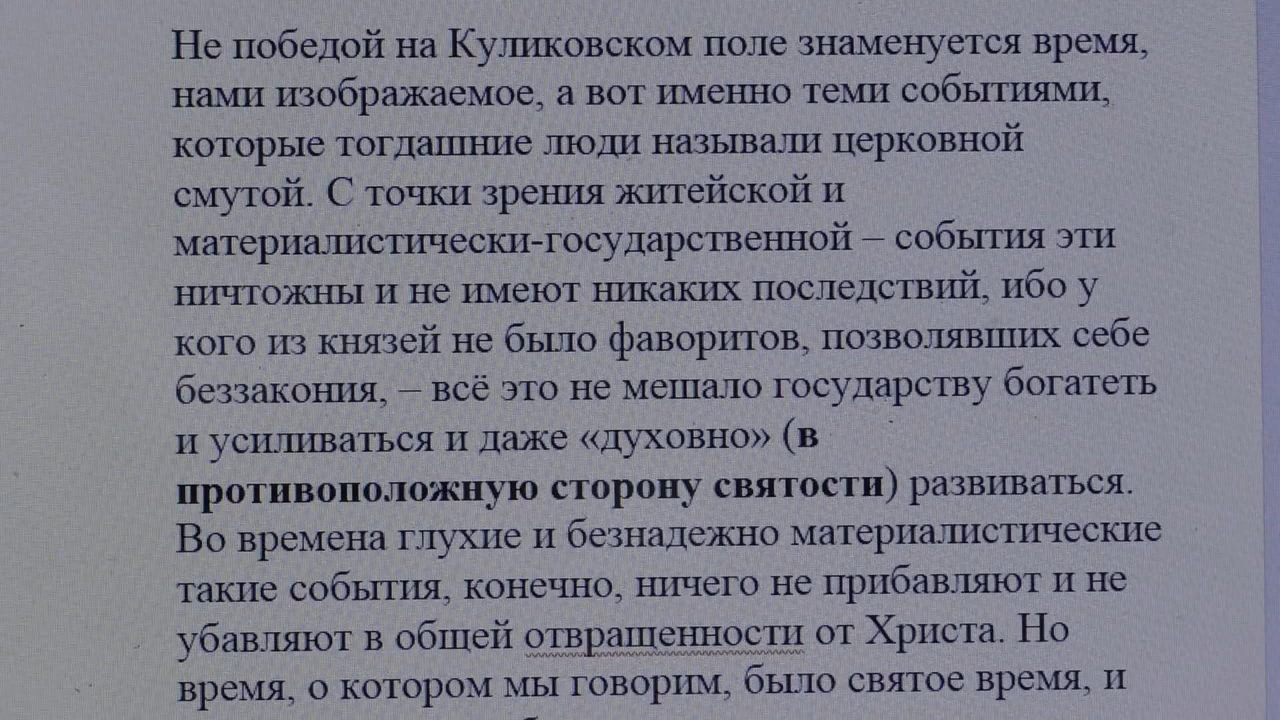 Не победой на Куликовском поле знаменуется время,
нами изображаемое, а вот именно теми событиями,
которые тогдашние люди называли церковной
смутой. С точки зрения житейской и
материалистически-государственной – события эти
ничтожны и не имеют никаких последствий, ибо у
кого из князей не было фаворитов, позволявших себе
беззакония, – всё это не мешало государству богатеть
и усиливаться и даже «духовно» (в
противоположную сторону святости) развиваться.
Во времена глухие и безнадежно материалистические
такие события, конечно, ничего не прибавляют и не
убавляют в общей отвращенности от Христа. Но
время, о котором мы говорим, было святое время, и